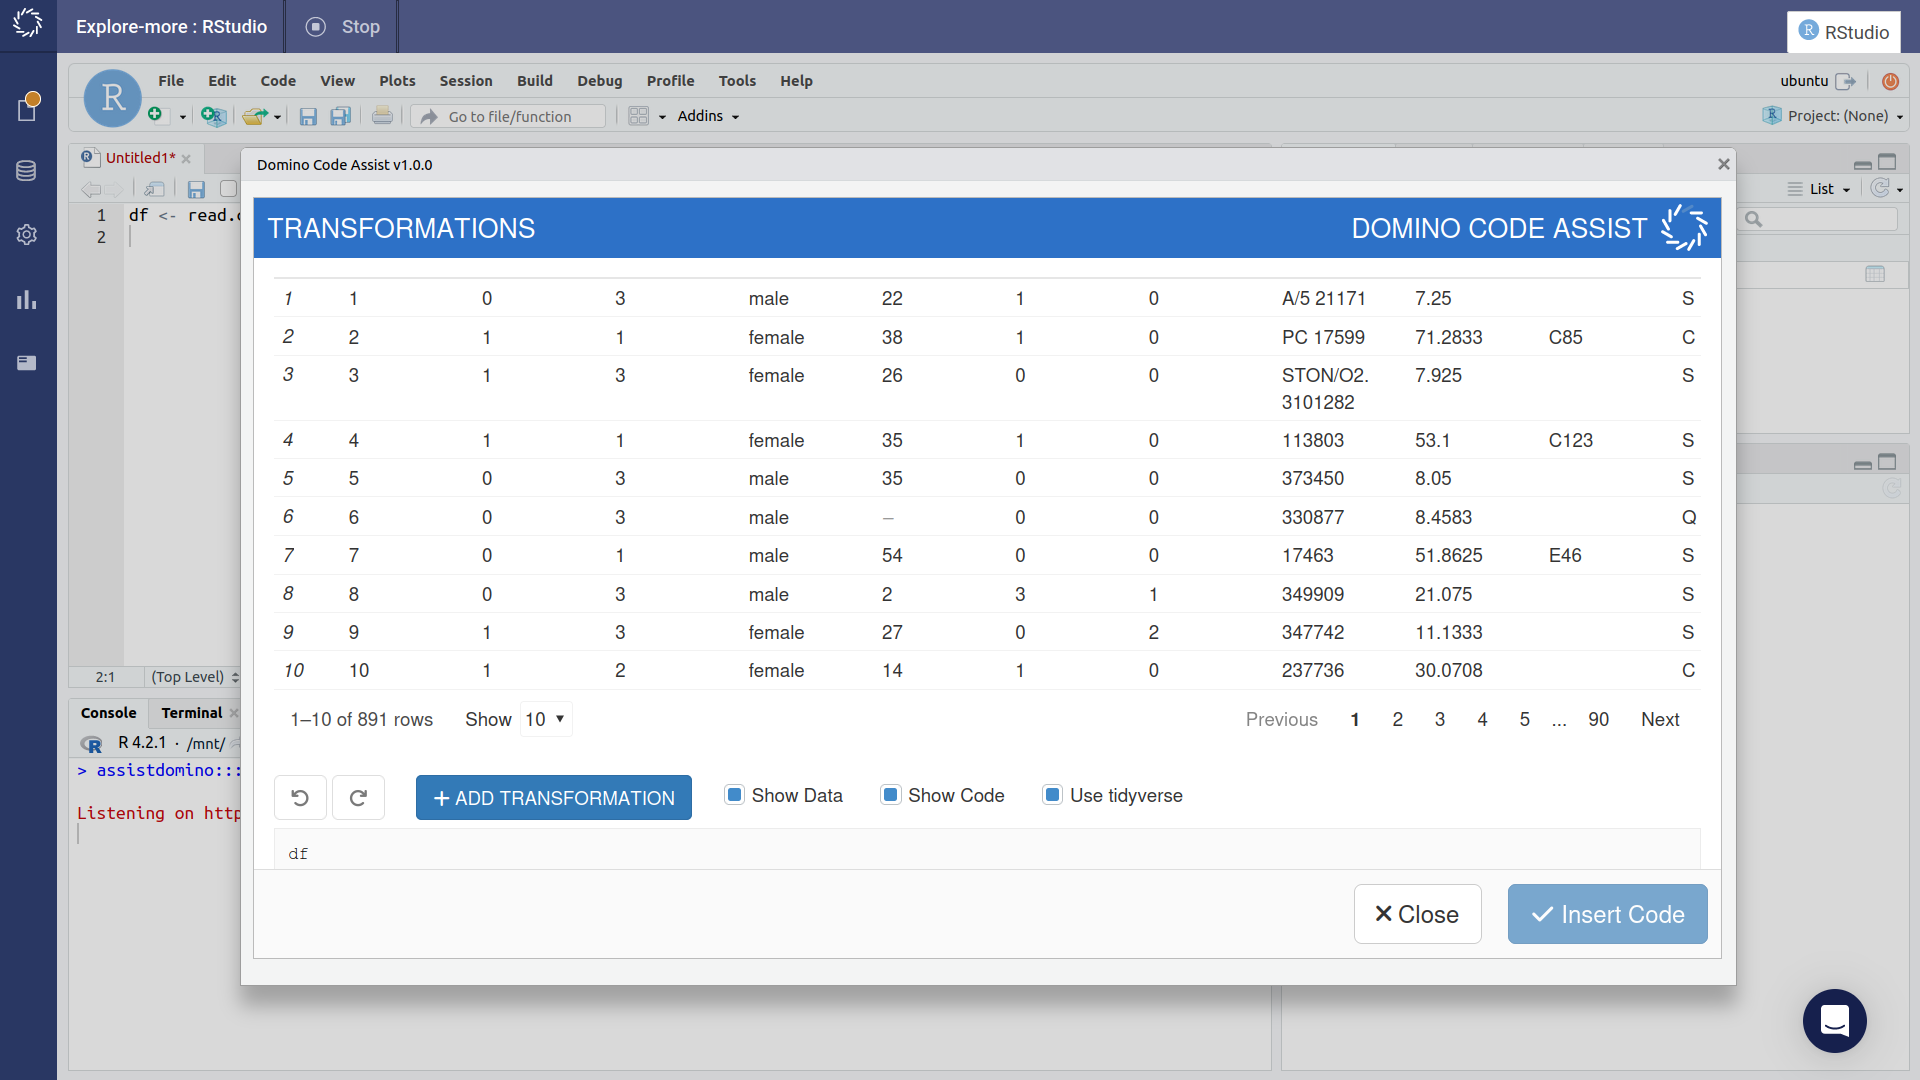 Explore-more : RStudio Stop RStudio
R File Edit Code View Plots Session Build Debug Profile Tools Help ubuntu
Go to file/function Addins Project: (None)
Untitled1* Domino Code Assist v1.0.0
List
1 df <- read.
2
TRANSFORMATIONS DOMINO CODE ASSIST
1 1 0 3 male 22 1 0 A/5 21171 7.25 S
2 2 1 1 female 38 1 0 PC 17599 71.2833 C85 C
3 3 1 3 female 26 0 0 STON/O2. 7.925 S
3101282
4 4 1 1 female 35 1 0 113803 53.1 C123 S
5 5 0 3 male 35 0 0 373450 8.05 S
6 6 0 3 male – 0 0 330877 8.4583 Q
7 7 0 1 male 54 0 0 17463 51.8625 E46 S
8 8 0 3 male 2 3 1 349909 21.075 S
9 9 1 3 female 27 0 2 347742 11.1333 S
10 10 1 2 female 14 1 0 237736 30.0708 C
1–10 of 891 rows Show 10 Previous 1 2 3 4 5 ... 90 Next
+ ADD TRANSFORMATION Show Data Show Code Use tidyverse
df
Close Insert Code
2:1 (Top Level)
Console Terminal
R 4.2.1 · /mnt/
> assistdomino:::
Listening on http